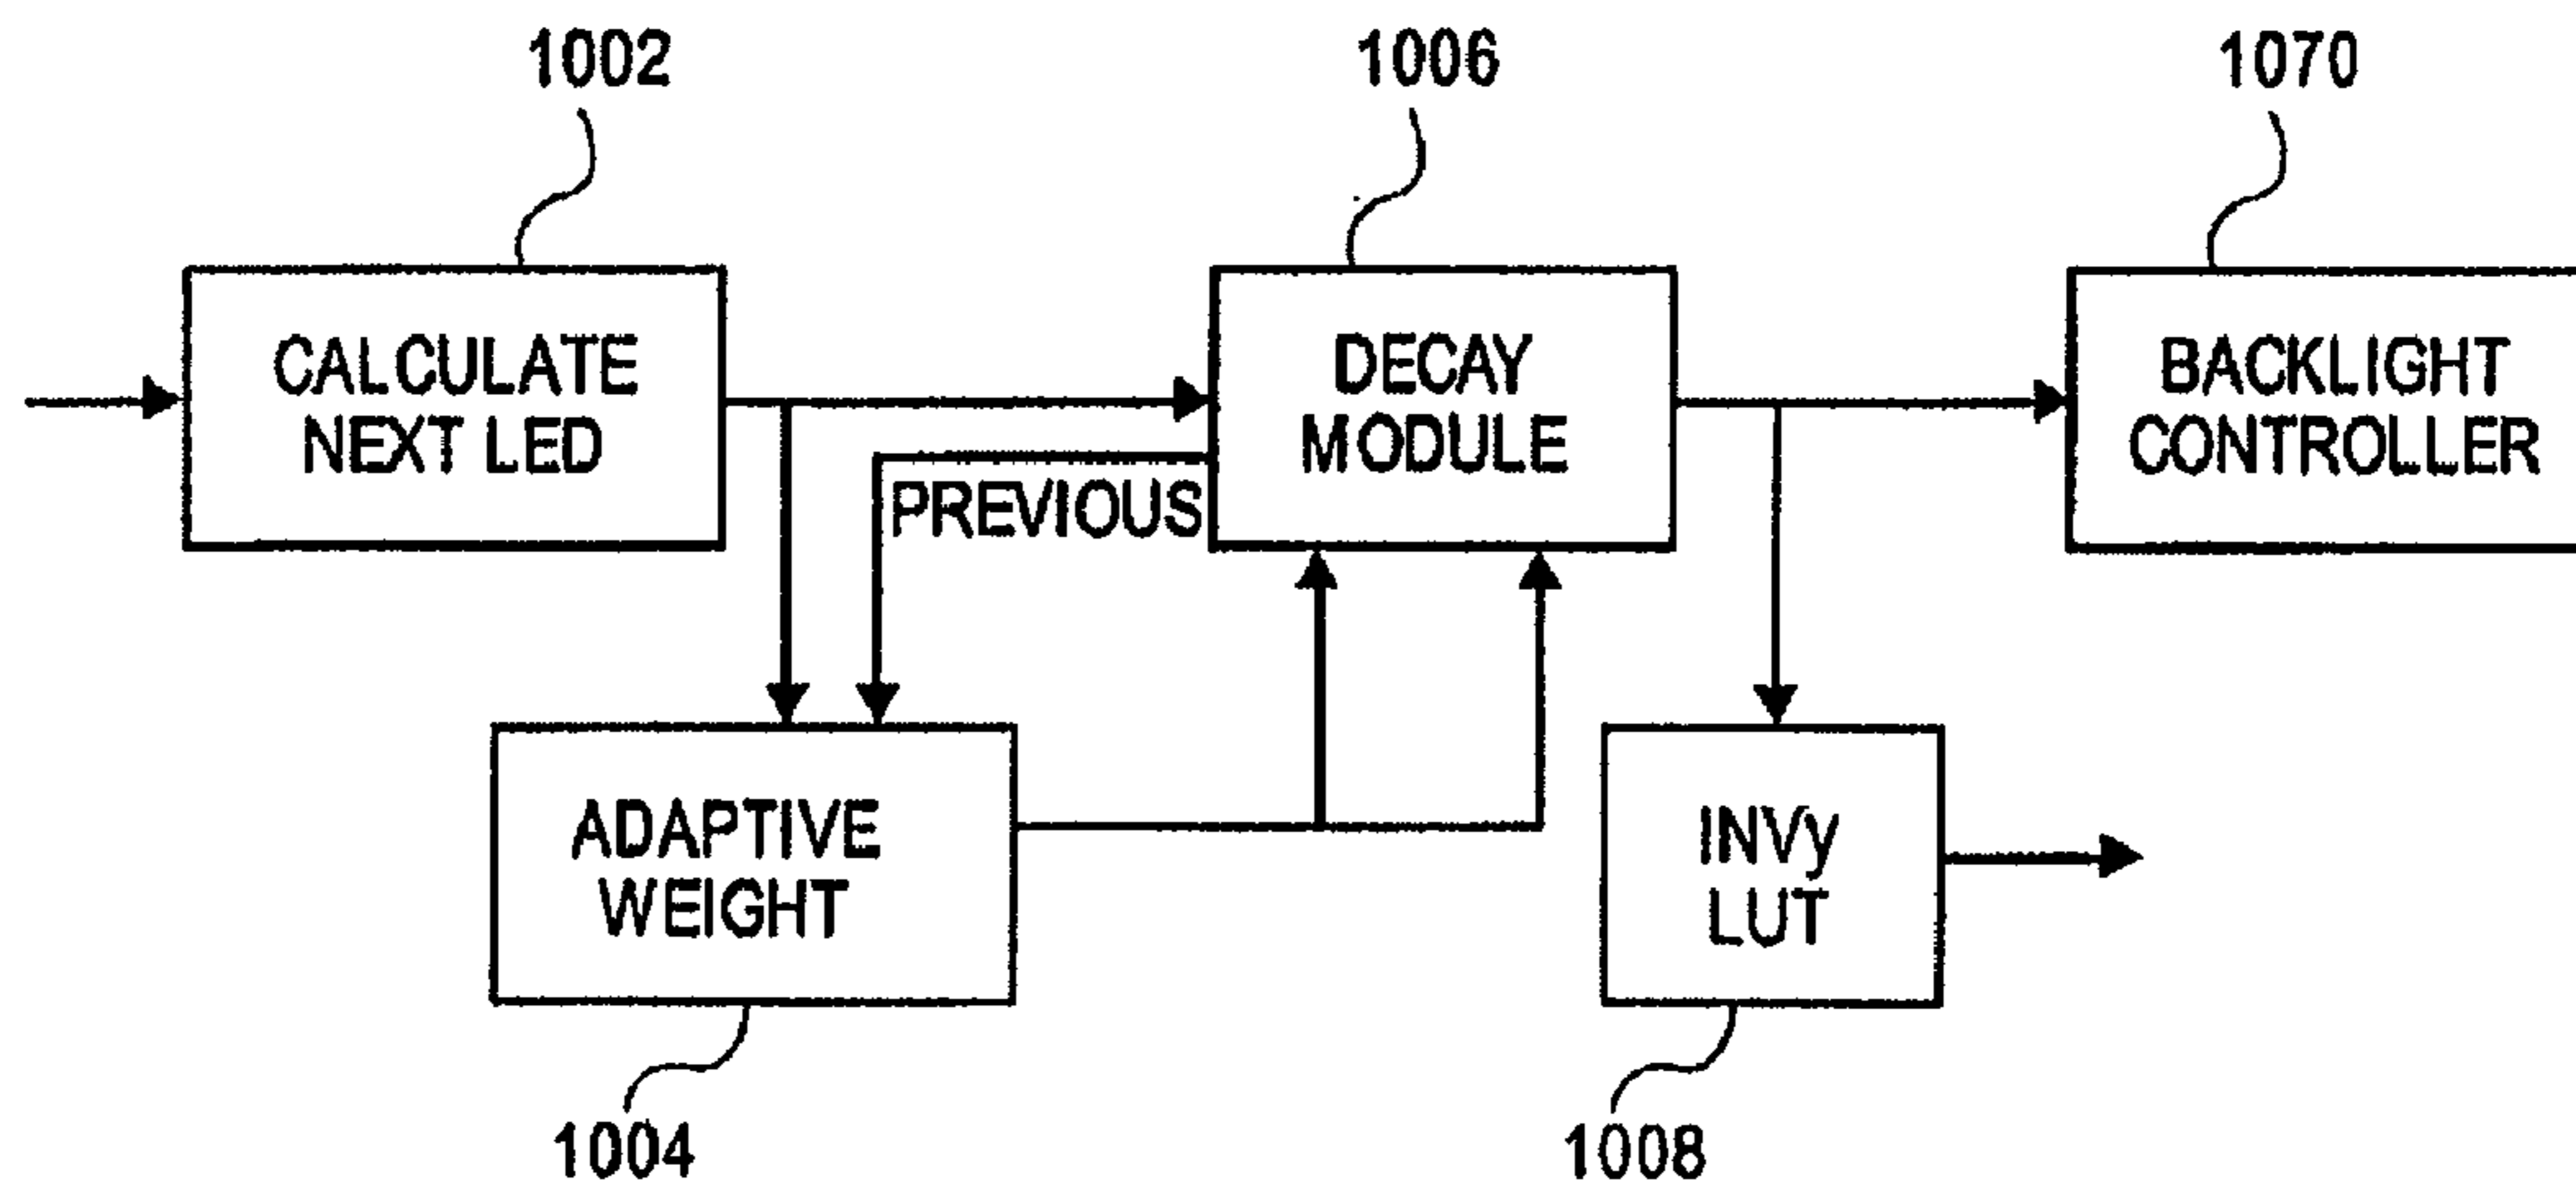 1002
1006
1070
CALCULATE
NEXT LED
DECAY
MODULE
BACKLIGHT
CONTROLLER
PREVIOUS
ADAPTIVE
WEIGHT
INVy
LUT
1004
1008